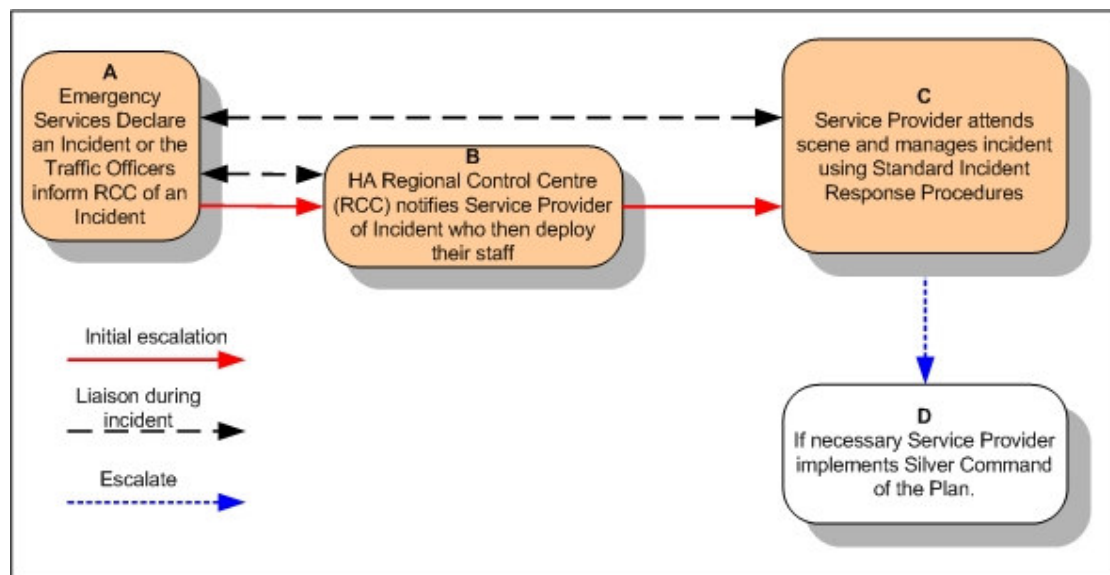 A
Emergency
Services Declare
an Incident or the
Traffic Officers
inform RCC of an
Incident
B
HA Regional Control Centre
(RCC) notifies Service Provider
of Incident who then deploy
their staff
C
Service Provider attends
scene and manages incident
using Standard Incident
Response Procedures
Initial escalation
Liaison during
incident
Escalate
D
If necessary Service Provider
implements Silver Command
of the Plan.